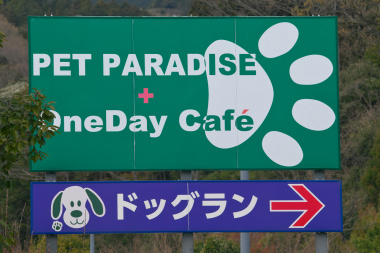 PET PARADISE
+
OneDay Café
ドッグラン